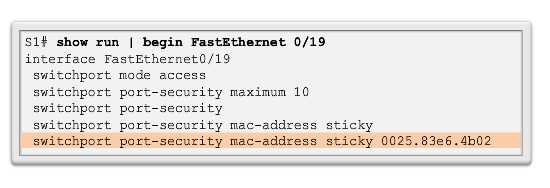 S1# show run | begin FastEthernet 0/19
interface FastEthernet0/19
switchport mode access
switchport port-security maximum 10
switchport port-security
switchport port-security mac-address sticky
switchport port-security mac-address sticky 0025.83e6.4b02